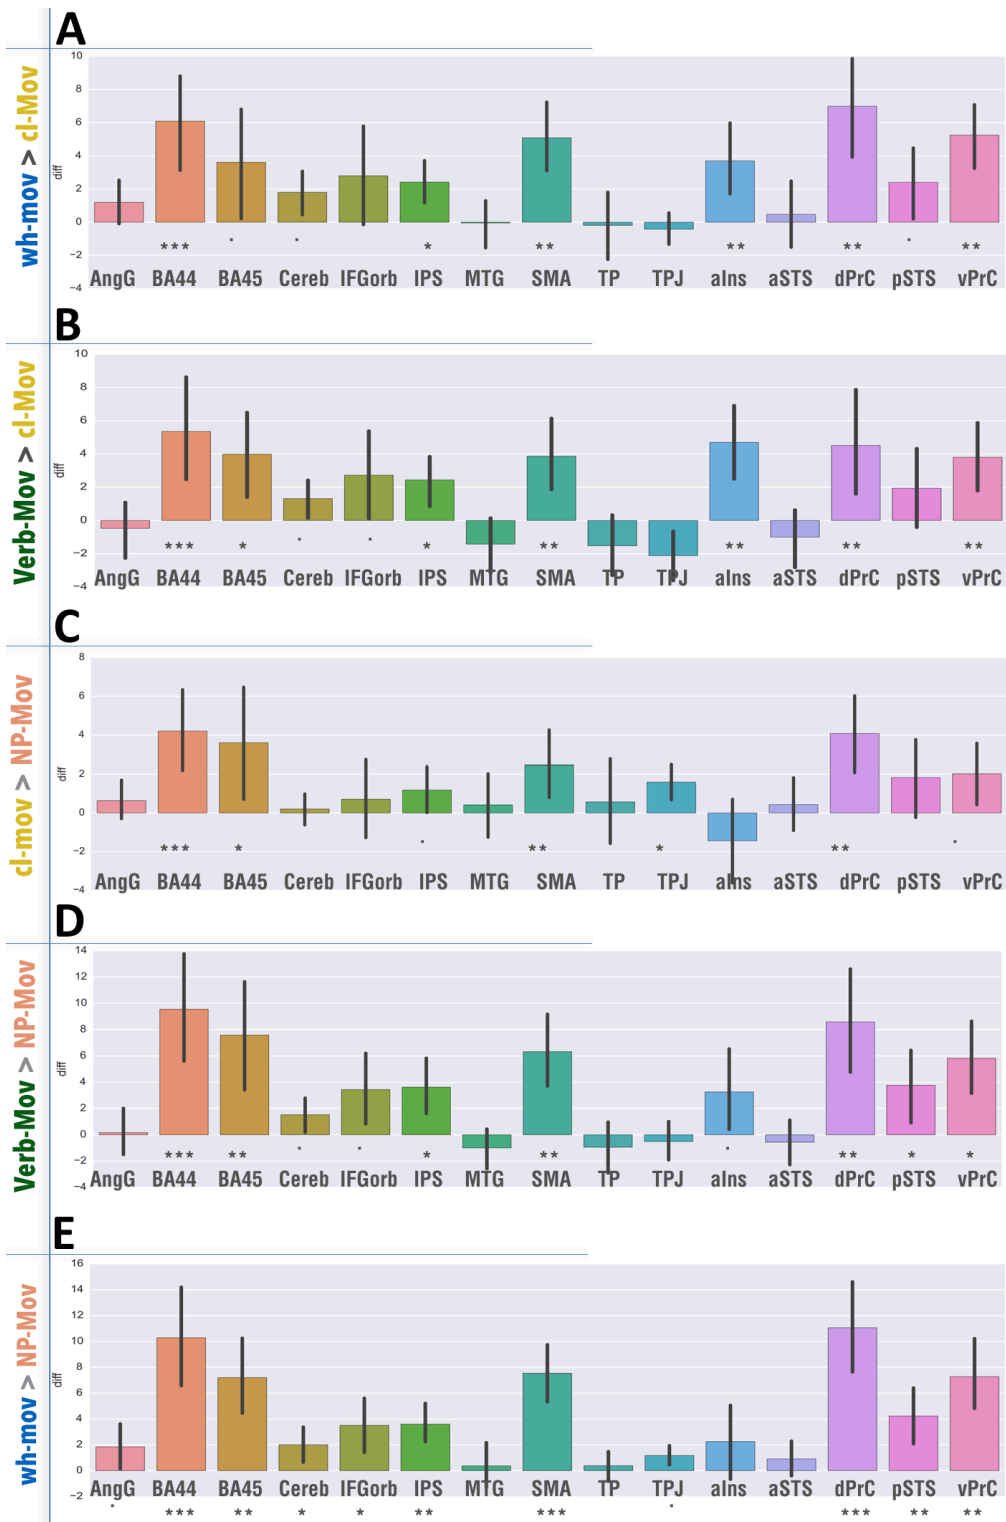 A
wh-mov > cl-Mov
10
8
6
4
2
0
−2
−4
diff
*** . . * ** ** ** . **
AngG BA44 BA45 Cereb IFGorb IPS MTG SMA TP TPJ aIns aSTS dPrC pSTS vPrC
B
Verb-Mov > cl-Mov
10
8
6
4
2
0
−2
−4
diff
*** * . . * ** ** ** **
AngG BA44 BA45 Cereb IFGorb IPS MTG SMA TP TPJ aIns aSTS dPrC pSTS vPrC
C
cl-mov > NP-Mov
8
6
4
2
0
−2
−4
diff
*** * . ** * ** .
AngG BA44 BA45 Cereb IFGorb IPS MTG SMA TP TPJ aIns aSTS dPrC pSTS vPrC
D
Verb-Mov > NP-Mov
14
12
10
8
6
4
2
0
−2
−4
diff
*** ** . . * ** . ** * *
AngG BA44 BA45 Cereb IFGorb IPS MTG SMA TP TPJ aIns aSTS dPrC pSTS vPrC
E
wh-mov > NP-Mov
16
14
12
10
8
6
4
2
0
−2
diff
AngG BA44 BA45 Cereb IFGorb IPS MTG SMA TP TPJ aIns aSTS dPrC pSTS vPrC
. *** ** * * ** *** . *** ** **